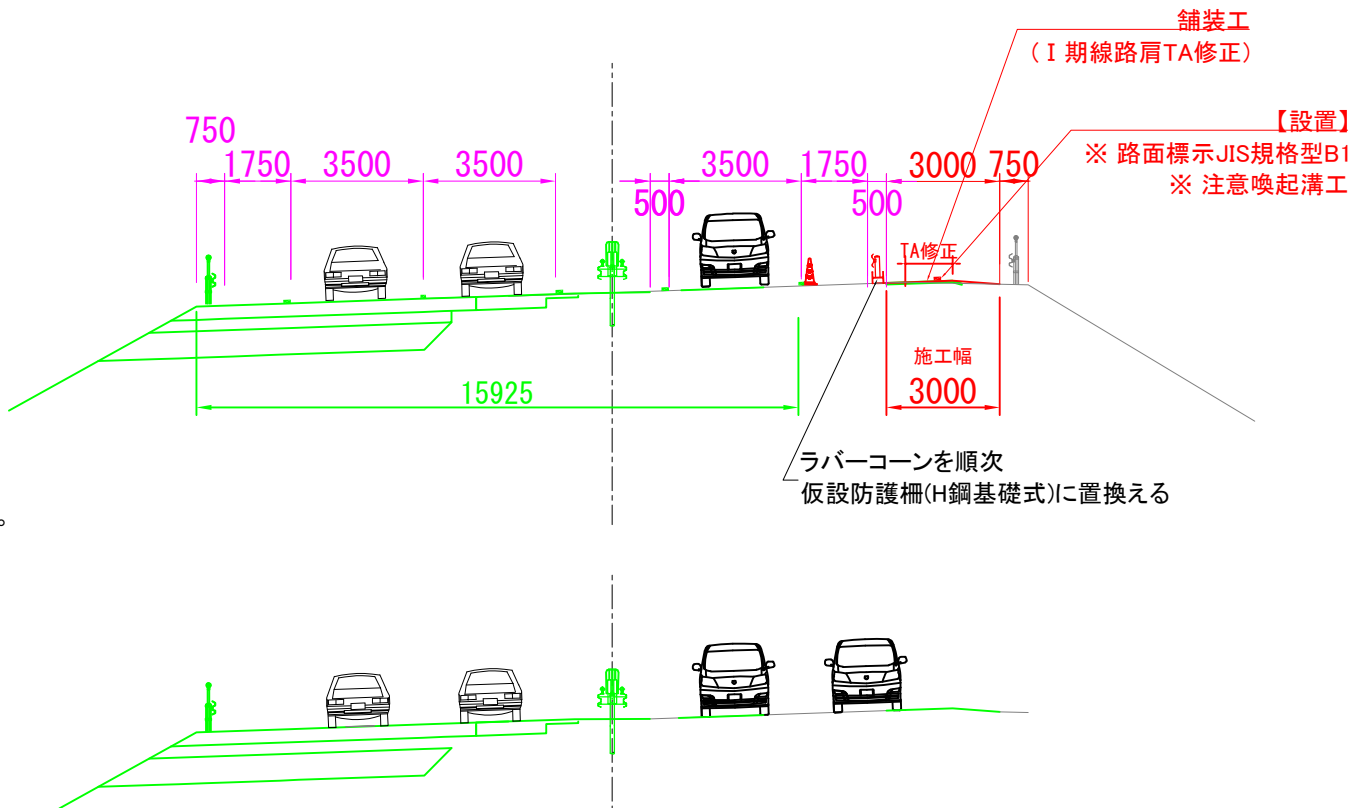 舗装工
(Ⅰ期線路肩TA修正)
【設置】
※ 路面標示JIS規格型B1
※ 注意喚起溝工
750
1750
3500
3500
500
3500
1750
500
3000
750
TA修正
施工幅
3000
15925
ラバーコーンを順次
仮設防護柵(H鋼基礎式)に置換える
。